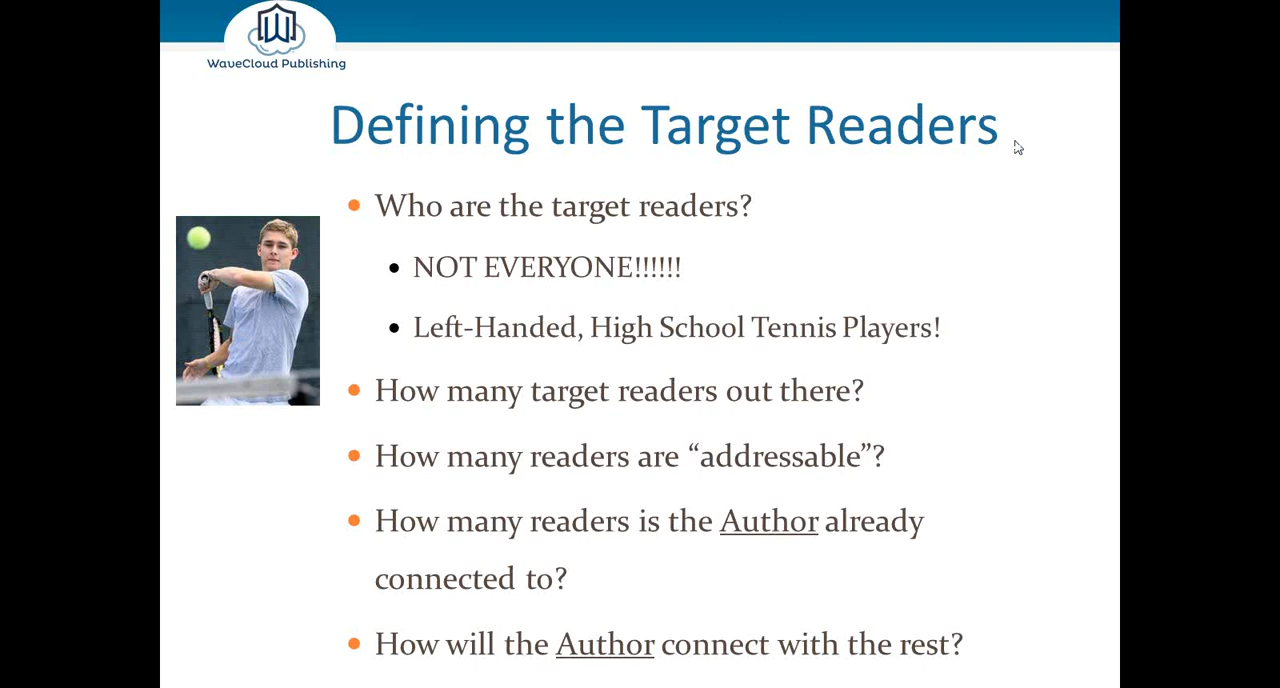 WaveCloud Publishing
Defining the Target Readers
Who are the target readers?
NOT EVERYONE!!!!!!
Left-Handed, High School Tennis Players!
How many target readers out there?
How many readers are “addressable”?
How many readers is the Author already
connected to?
How will the Author connect with the rest?